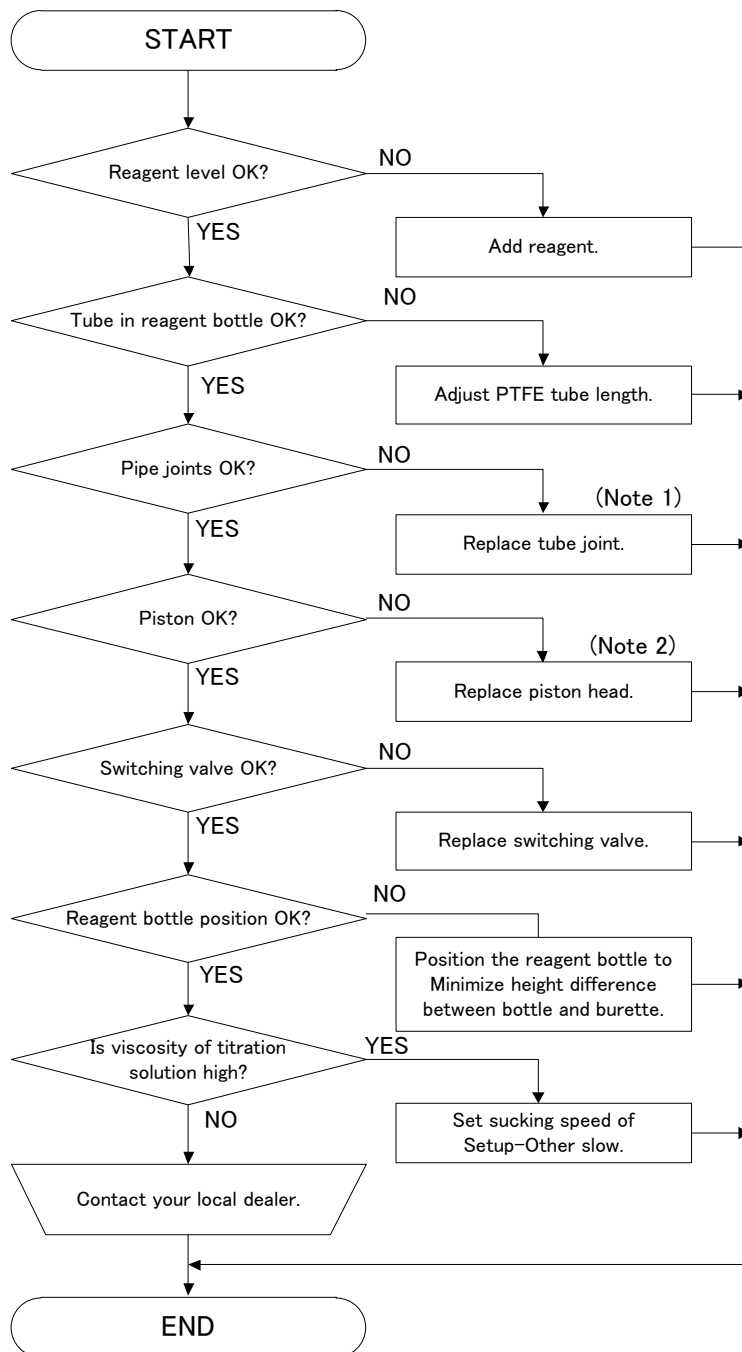 START
Reagent level OK?
NO
YES
Add reagent.
Tube in reagent bottle OK?
NO
YES
Adjust PTFE tube length.
Pipe joints OK?
NO
YES
(Note 1)
Replace tube joint.
Piston OK?
NO
YES
(Note 2)
Replace piston head.
Switching valve OK?
NO
YES
Replace switching valve.
Reagent bottle position OK?
NO
YES
Position the reagent bottle to
Minimize height difference
between bottle and burette.
Is viscosity of titration
solution high?
YES
NO
Set sucking speed of
Setup-Other slow.
Contact your local dealer.
END